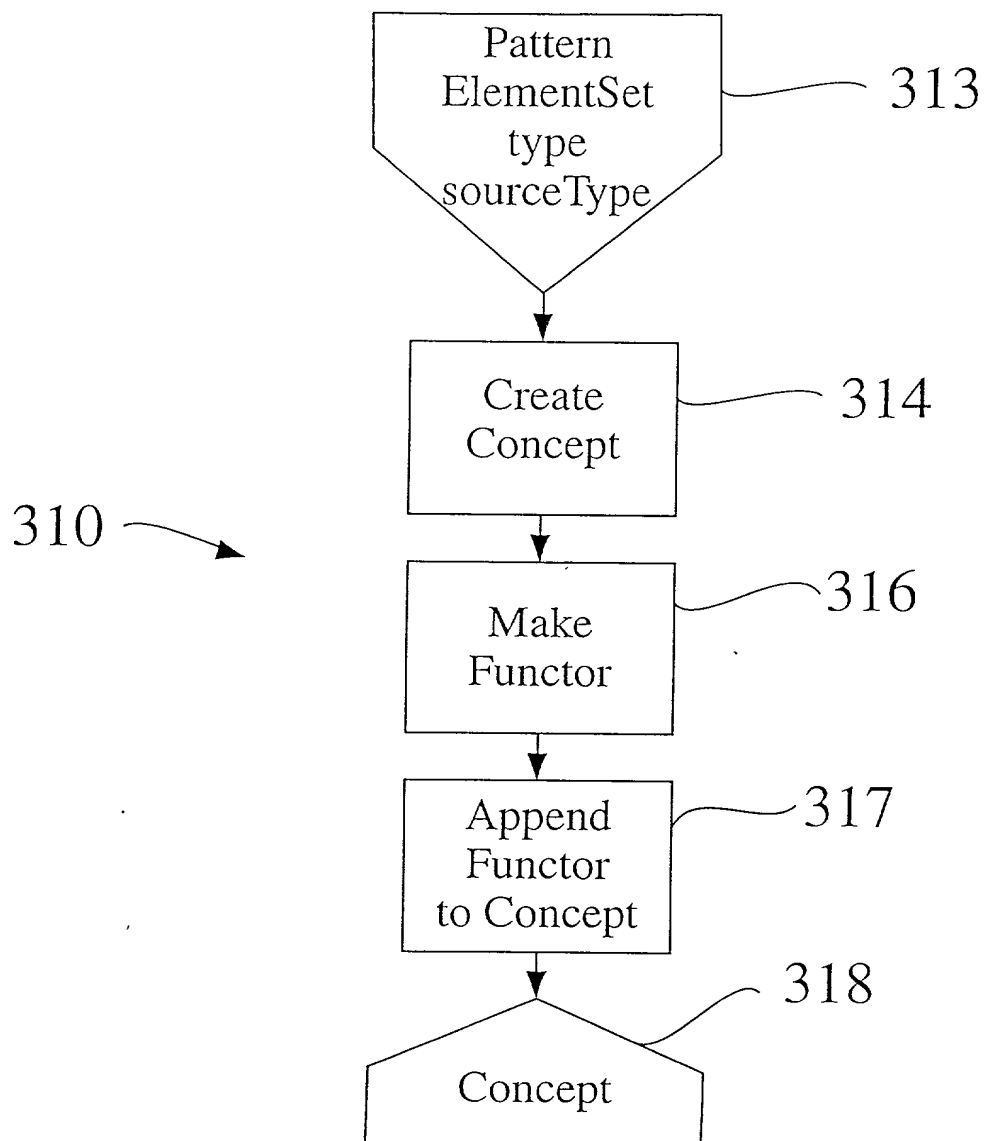 Pattern
ElementSet
type
sourceType
313
Create
Concept
314
310
Make
Functor
316
Append
Functor
to Concept
317
318
Concept